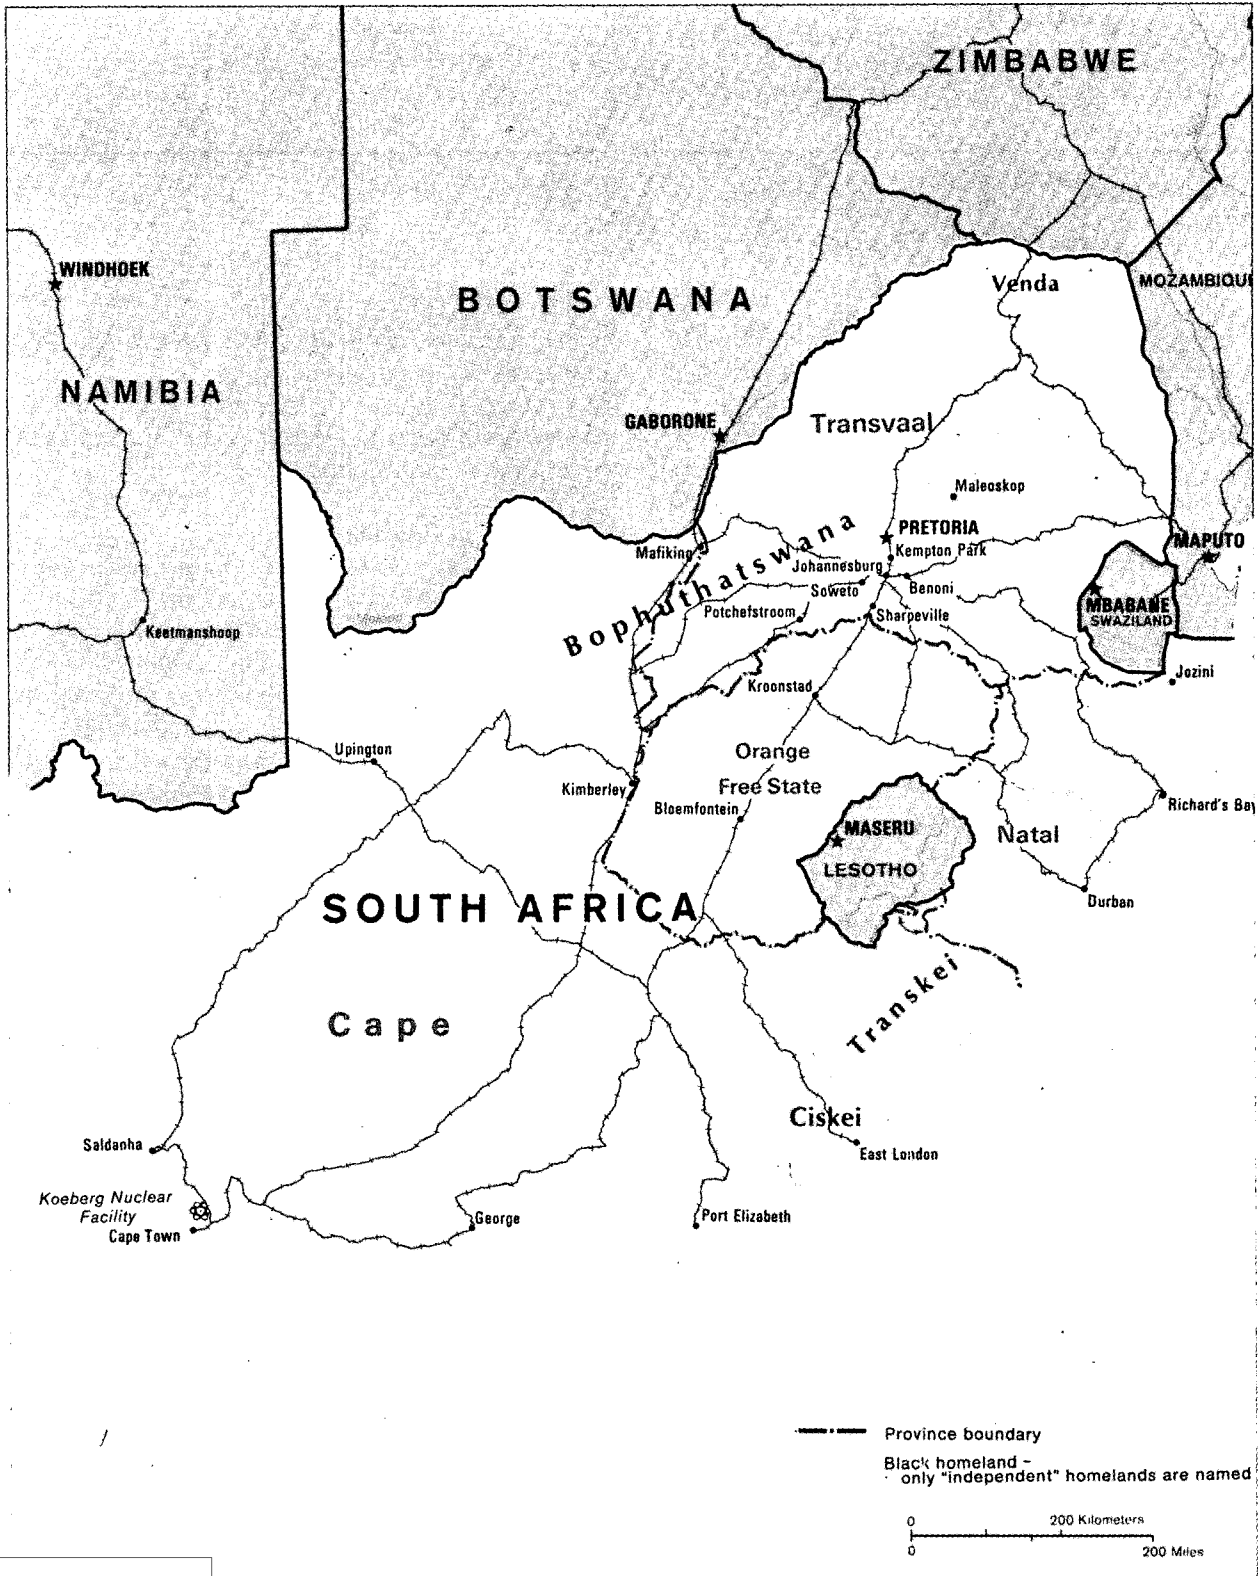 ZIMBABWE
WINDHOEK
BOTSWANA
Venda
MOZAMBIQUE
NAMIBIA
GABORONE
Transvaal
Maleoskop
Bophuthatswana
PRETORIA
Mafiking
Kempton Park
MAPUTO
Johannesburg
Soweto
Benoni
Potchefstroom
Sharpeville
MBABANE
SWAZILAND
Keetmanshoop
Jozini
Kroonstad
Upington
Orange
Free State
Kimberley
Bloemfontein
Richard's Bay
MASERU
Natal
LESOTHO
Durban
SOUTH AFRICA
Transkei
Cape
Ciskei
Saldanha
East London
Koeberg Nuclear
Facility
Cape Town
George
Port Elizabeth
Province boundary
Black homeland -
only "independent" homelands are named
0 200 Kilometers
0 200 Miles